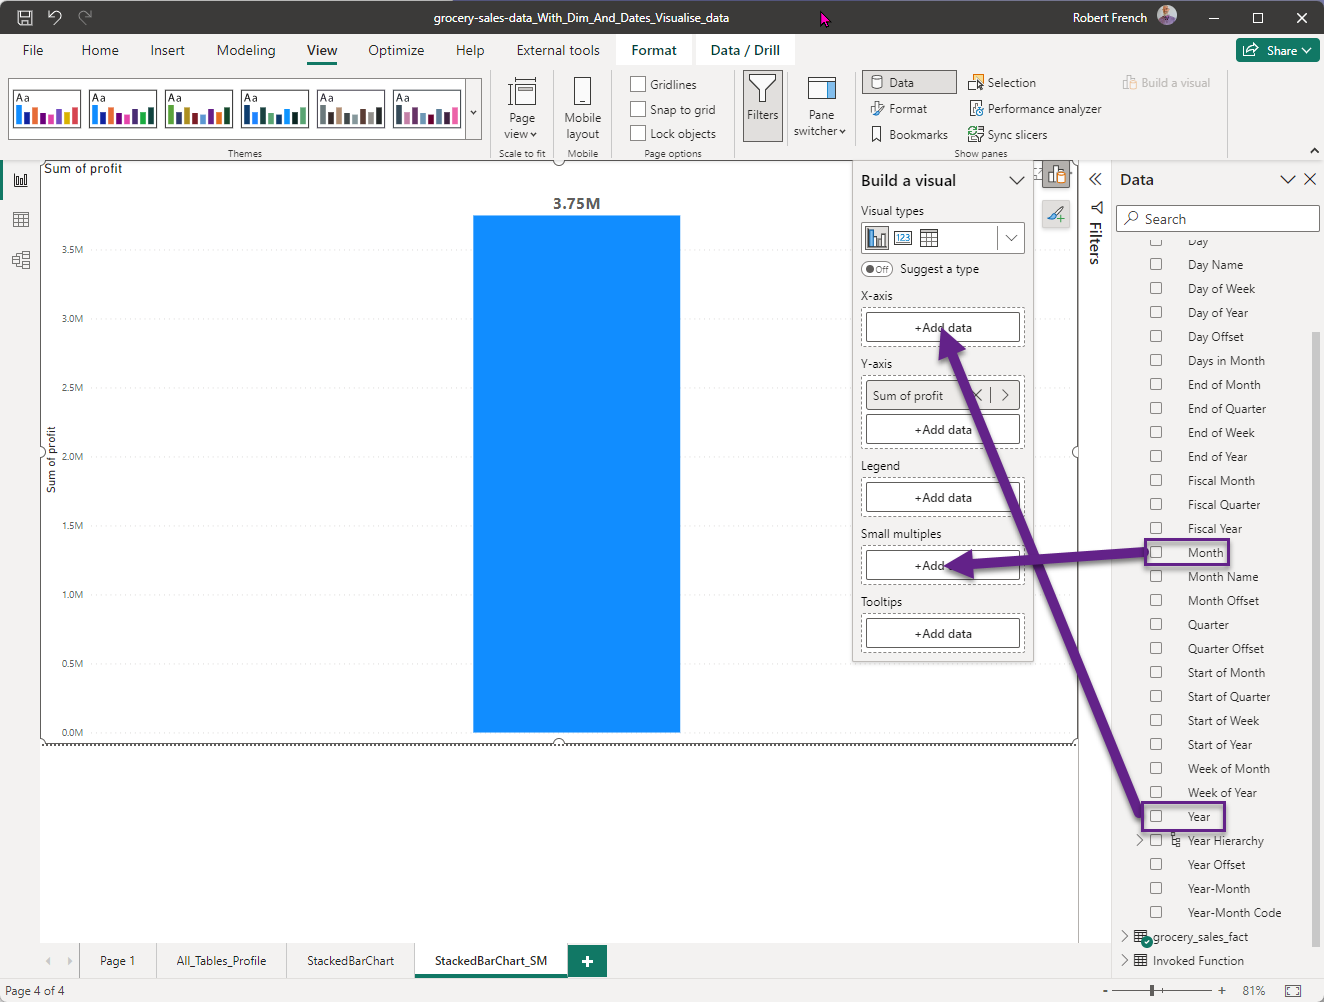 grocery-sales-data_With_Dim_And_Dates_Visualise_data
Robert French
File Home Insert Modeling View Optimize Help External tools Format Data / Drill Share
Aa Aa Aa Aa Aa Aa
Themes
Page view
Scale to fit
Mobile layout
Mobile
Gridlines
Snap to grid
Lock objects
Page options
Filters
Pane switcher
Data
Format
Bookmarks
Selection
Performance analyzer
Sync slicers
Build a visual
Show panes
Sum of profit
3.75M
3.5M
3.0M
2.5M
2.0M
1.5M
1.0M
0.5M
0.0M
Sum of profit
Build a visual
Visual types
123
Off Suggest a type
X-axis
+Add data
Y-axis
Sum of profit
+Add data
Legend
+Add data
Small multiples
+Add
Tooltips
+Add data
Filters
Data
Search
Day
Day Name
Day of Week
Day of Year
Day Offset
Days in Month
End of Month
End of Quarter
End of Week
End of Year
Fiscal Month
Fiscal Quarter
Fiscal Year
Month
Month Name
Month Offset
Quarter
Quarter Offset
Start of Month
Start of Quarter
Start of Week
Start of Year
Week of Month
Week of Year
Year
Year Hierarchy
Year Offset
Year-Month
Year-Month Code
grocery_sales_fact
Invoked Function
Page 1 All_Tables_Profile StackedBarChart StackedBarChart_SM +
Page 4 of 4
- + 81%